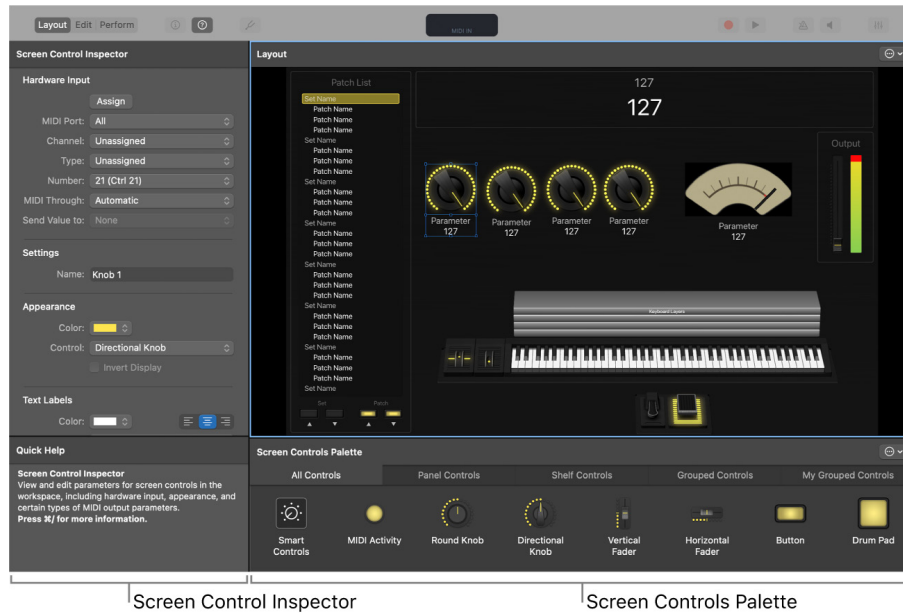 Layout Edit Perform
MIDI IN
Screen Control Inspector
Hardware Input
Assign
MIDI Port: All
Channel: Unassigned
Type: Unassigned
Number: 21 (Ctrl 21)
MIDI Through: Automatic
Send Value to: None
Settings
Name: Knob 1
Appearance
Color:
Control: Directional Knob
Invert Display
Text Labels
Color:
Quick Help
Screen Control Inspector
View and edit parameters for screen controls in the
workspace, including hardware input, appearance, and
certain types of MIDI output parameters.
Press ⌘/ for more information.
Layout
Patch List
Set Name
Patch Name
Patch Name
Patch Name
Set Name
Patch Name
Patch Name
Patch Name
Set Name
Patch Name
Patch Name
Patch Name
Set Name
Patch Name
Patch Name
Patch Name
Set Name
Patch Name
Patch Name
Patch Name
Set Name
Patch Name
Patch Name
Patch Name
Set Name
Patch Name
Patch Name
Patch Name
Set Name
Set Patch
127
127
Parameter
127
Parameter
127
Parameter
127
Parameter
127
Parameter
127
Output
Keyboard Layers
Screen Controls Palette
All Controls Panel Controls Shelf Controls Grouped Controls My Grouped Controls
Smart
Controls
MIDI Activity
Round Knob
Directional
Knob
Vertical
Fader
Horizontal
Fader
Button
Drum Pad
Screen Control Inspector
Screen Controls Palette